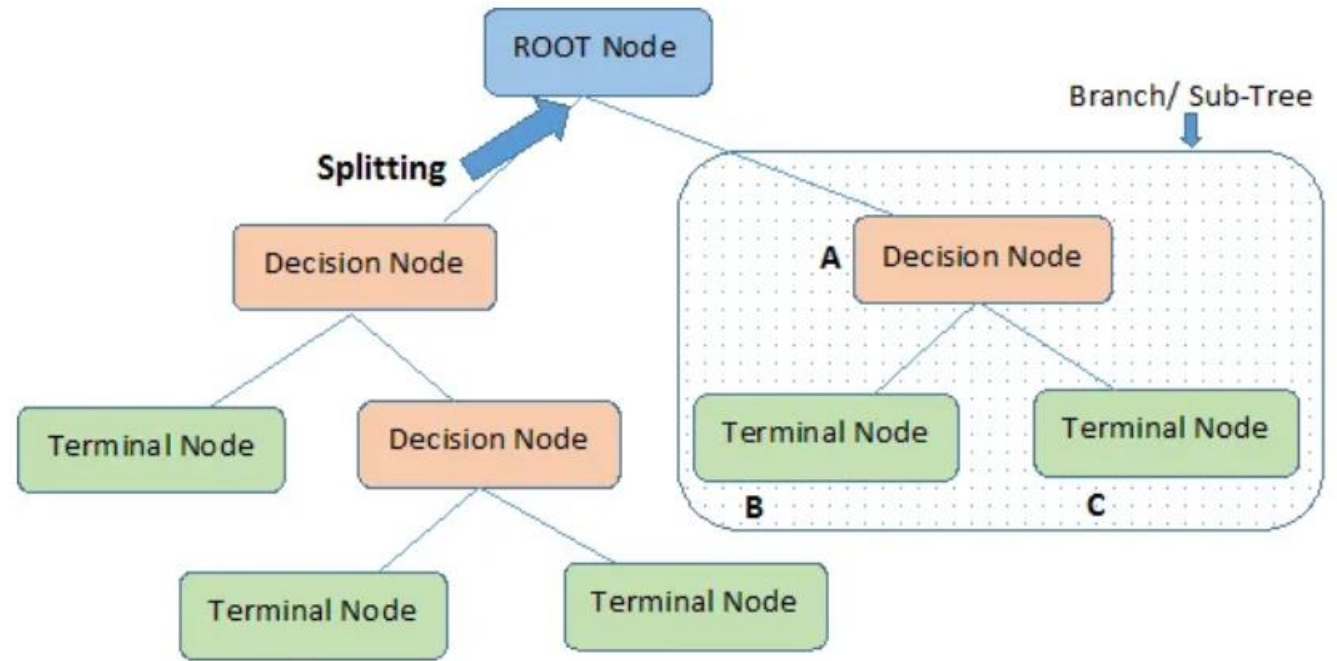 ROOT Node
Branch/ Sub-Tree
Splitting
Decision Node
A
Decision Node
Terminal Node
Decision Node
Terminal Node
Terminal Node
B
C
Terminal Node
Terminal Node